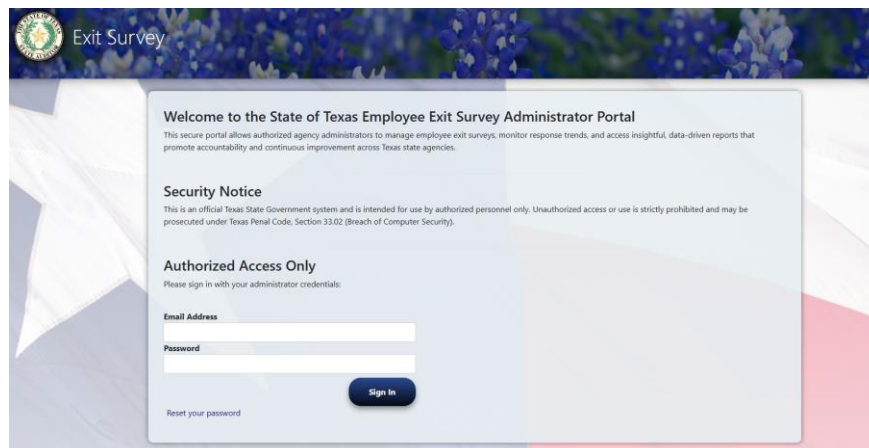 Exit Survey
Welcome to the State of Texas Employee Exit Survey Administrator Portal
This secure portal allows authorized agency administrators to manage employee exit surveys, monitor response trends, and access insightful, data-driven reports that
promote accountability and continuous improvement across Texas state agencies.
Security Notice
This is an official Texas State Government system and is intended for use by authorized personnel only. Unauthorized access or use is strictly prohibited and may be
prosecuted under Texas Penal Code, Section 33.02 (Breach of Computer Security).
Authorized Access Only
Please sign in with your administrator credentials:
Email Address
Password
Sign In
Reset your password